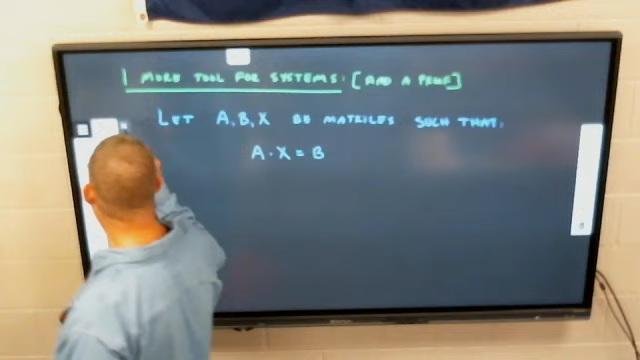 1 MORE TOOL FOR SYSTEMS: [AND A PROOF]
LET A, B, X BE MATRICES SUCH THAT:
A · X = B